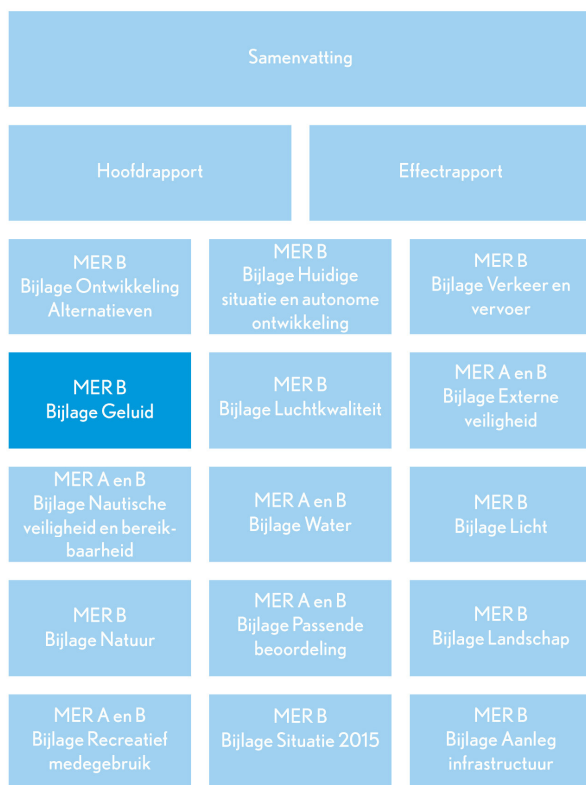 Samenvatting
Hoofdrapport
Effectrapport
MER B
Bijlage Ontwikkeling
Alternatieven
MER B
Bijlage Huidige
situatie en autonome
ontwikkeling
MER B
Bijlage Verkeer en
vervoer
MER B
Bijlage Geluid
MER B
Bijlage Luchtkwaliteit
MER A en B
Bijlage Externe
veiligheid
MER A en B
Bijlage Nautische
veiligheid en bereik-
baarheid
MER A en B
Bijlage Water
MER B
Bijlage Licht
MER B
Bijlage Natuur
MER A en B
Bijlage Passende
beoordeling
MER B
Bijlage Landschap
MER A en B
Bijlage Recreatief
medegebruik
MER B
Bijlage Situatie 2015
MER B
Bijlage Aanleg
infrastructuur